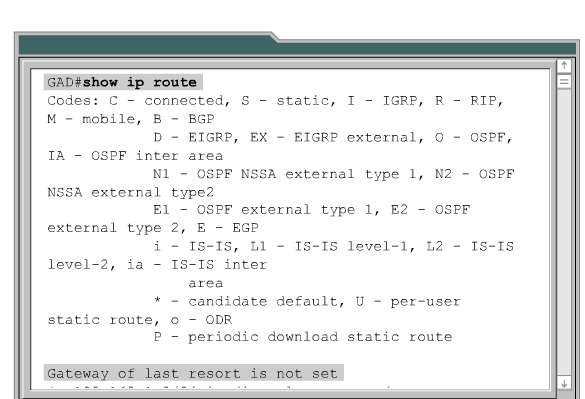 GAD#show ip route
Codes: C - connected, S - static, I - IGRP, R - RIP,
M - mobile, B - BGP
D - EIGRP, EX - EIGRP external, O - OSPF,
IA - OSPF inter area
N1 - OSPF NSSA external type 1, N2 - OSPF
NSSA external type2
E1 - OSPF external type 1, E2 - OSPF
external type 2, E - EGP
i - IS-IS, L1 - IS-IS level-1, L2 - IS-IS
level-2, ia - IS-IS inter
area
* - candidate default, U - per-user
static route, o - ODR
P - periodic download static route
Gateway of last resort is not set